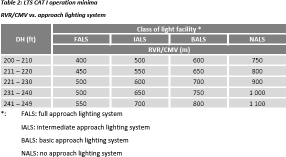 Table 2: LTS CAT I operation minima
RVR/CMV vs. approach lighting system
DH (ft) Class of light facility *
FALS IALS BALS NALS
RVR/CMV (m)
200 – 210 400 500 600 750
211 – 220 450 550 650 800
221 – 230 500 600 700 900
231 – 240 500 650 750 1 000
241 – 249 550 700 800 1 100
*: FALS: full approach lighting system
IALS: intermediate approach lighting system
BALS: basic approach lighting system
NALS: no approach lighting system